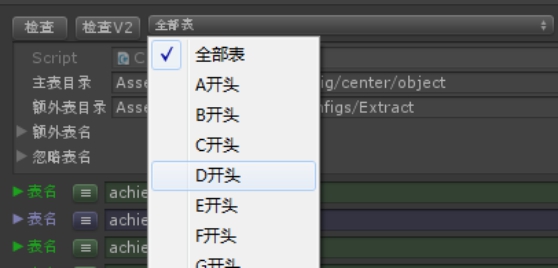 检查 检查V2 全部表
全部表
Script C
A开头
主表目录 Asse ig/center/object
B开头
额外表目录 Asse nfigs/Extract
额外表名
C开头
忽略表名
D开头
表名 achie
E开头
表名 achie
F开头
表名 achie
G开头